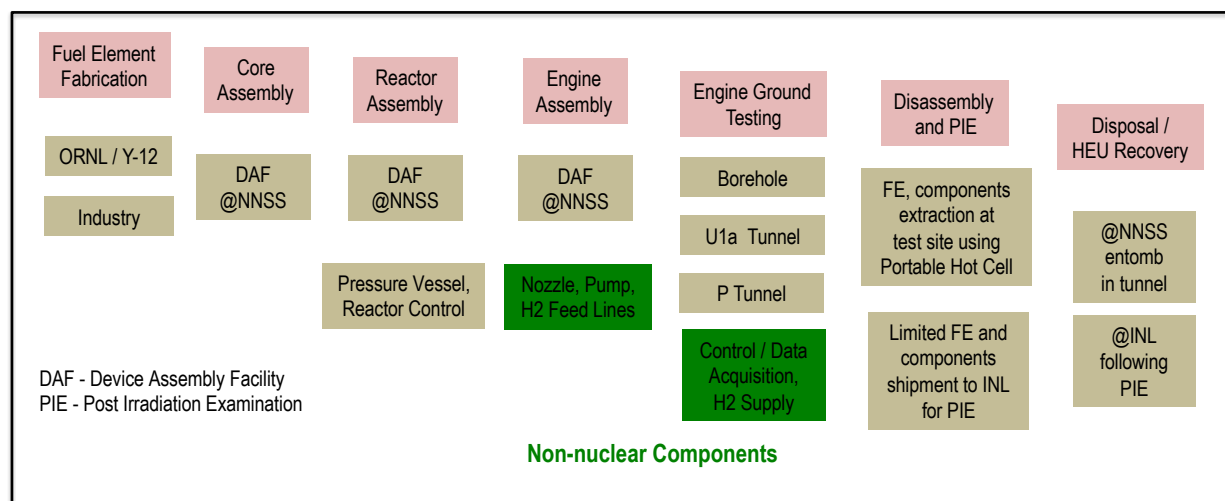 Fuel Element
Fabrication
ORNL / Y-12
Industry
Core
Assembly
DAF
@NNSS
Reactor
Assembly
DAF
@NNSS
Pressure Vessel,
Reactor Control
Engine
Assembly
DAF
@NNSS
Nozzle, Pump,
H2 Feed Lines
Engine Ground
Testing
Borehole
U1a Tunnel
P Tunnel
Control / Data
Acquisition,
H2 Supply
Disassembly
and PIE
FE, components
extraction at
test site using
Portable Hot Cell
Limited FE and
components
shipment to INL
for PIE
Disposal /
HEU Recovery
@NNSS
entomb
in tunnel
@INL
following
PIE
DAF - Device Assembly Facility
PIE - Post Irradiation Examination
Non-nuclear Components